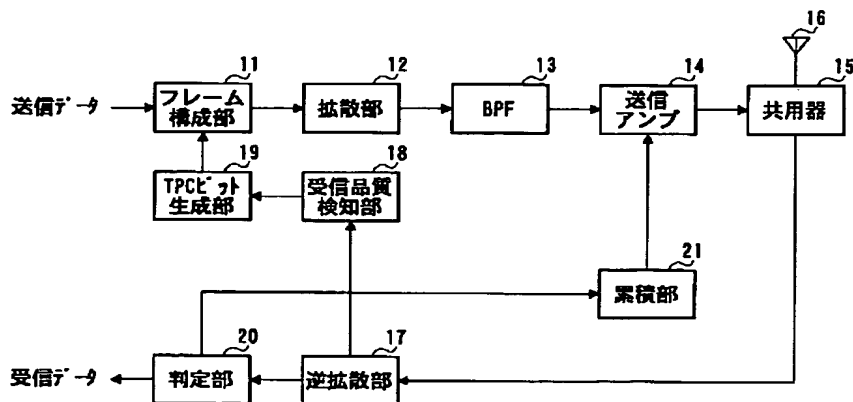 16
11
12
13
14
15
送信データ
フレーム
構成部
拡散部
BPF
送信
アンプ
共用器
19
18
TPCビット
生成部
受信品質
検知部
21
累積部
20
17
受信データ
判定部
逆拡散部